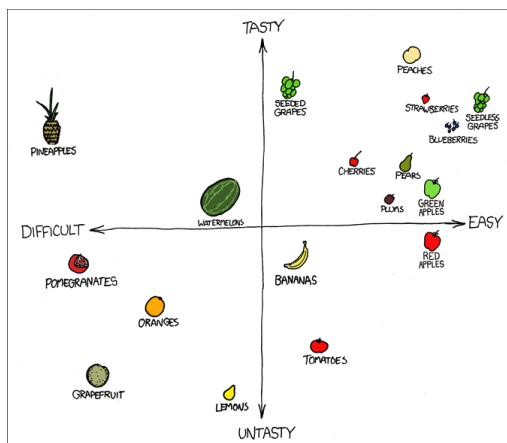 TASTY
PEACHES
SEEDED
GRAPES
STRAWBERRIES
SEEDLESS
GRAPES
BLUEBERRIES
PINEAPPLES
CHERRIES
PEARS
PLUMS
GREEN
APPLES
WATERMELONS
DIFFICULT
EASY
RED
APPLES
POMEGRANATES
BANANAS
ORANGES
TOMATOES
GRAPEFRUIT
LEMONS
UNTASTY